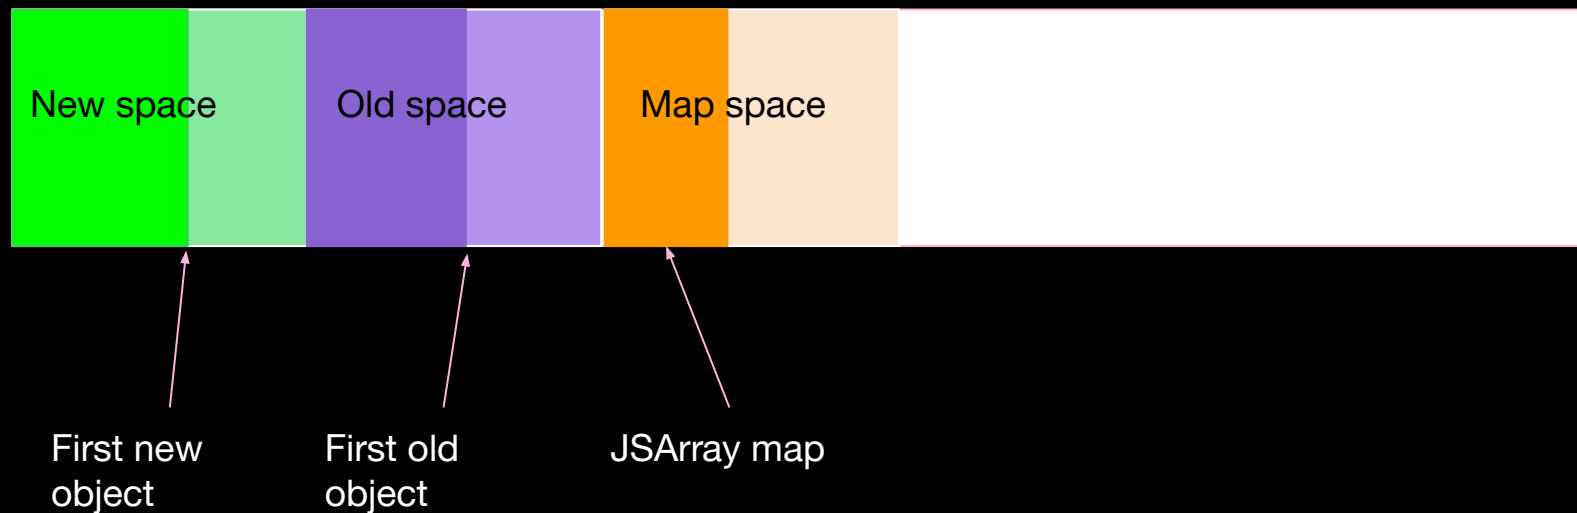 New space
Old space
Map space
First new
object
First old
object
JSArray map